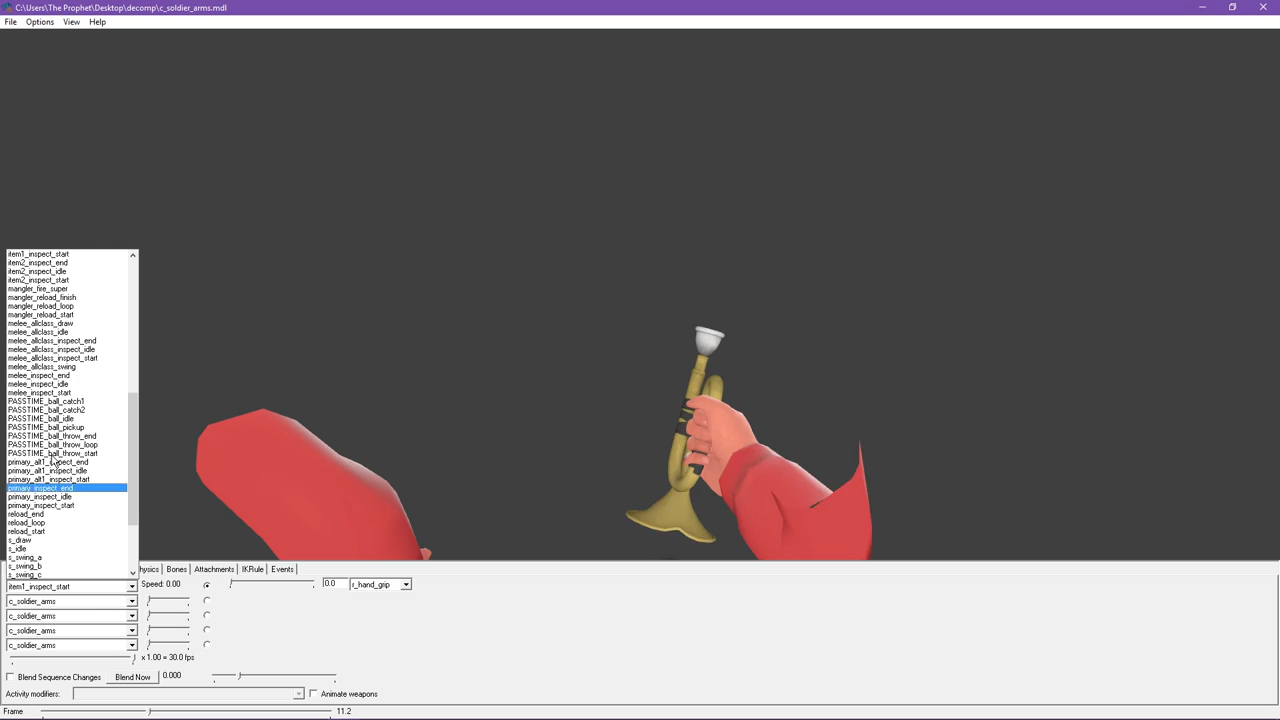 C:\Users\The Prophet\Desktop\decomp\c_soldier_arms.mdl
File Options View Help
item1_inspect_start
item2_inspect_end
item2_inspect_idle
item2_inspect_start
mangler_fire_super
mangler_reload_finish
mangler_reload_loop
mangler_reload_start
melee_allclass_draw
melee_allclass_idle
melee_allclass_inspect_end
melee_allclass_inspect_idle
melee_allclass_inspect_start
melee_allclass_swing
melee_inspect_end
melee_inspect_idle
melee_inspect_start
PASSTIME_ball_catch1
PASSTIME_ball_catch2
PASSTIME_ball_idle
PASSTIME_ball_pickup
PASSTIME_ball_throw_end
PASSTIME_ball_throw_loop
PASSTIME_ball_throw_start
primary_alt1_inspect_end
primary_alt1_inspect_idle
primary_alt1_inspect_start
primary_inspect_end
primary_inspect_idle
primary_inspect_start
reload_end
reload_loop
reload_start
s_draw
s_idle
s_swing_a
s_swing_b
s_swing_c
hysics Bones Attachments IKRule Events
item1_inspect_start Speed: 0.00 0.0 r_hand_grip
c_soldier_arms
c_soldier_arms
c_soldier_arms
c_soldier_arms
x 1.00 = 30.0 fps
Blend Sequence Changes Blend Now 0.000
Activity modifiers: Animate weapons
Frame 11.2